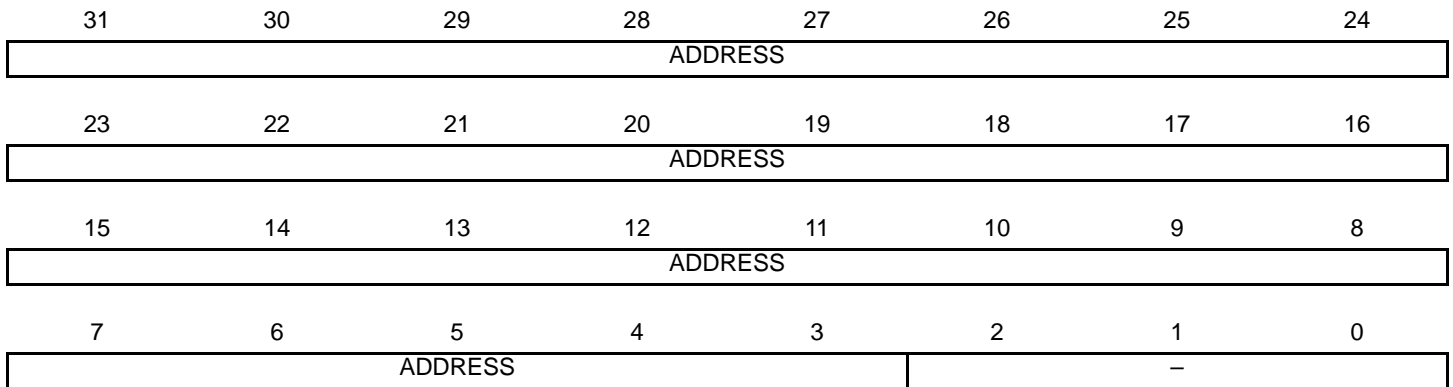 31 30 29 28 27 26 25 24
ADDRESS
23 22 21 20 19 18 17 16
ADDRESS
15 14 13 12 11 10 9 8
ADDRESS
7 6 5 4 3 2 1 0
ADDRESS –